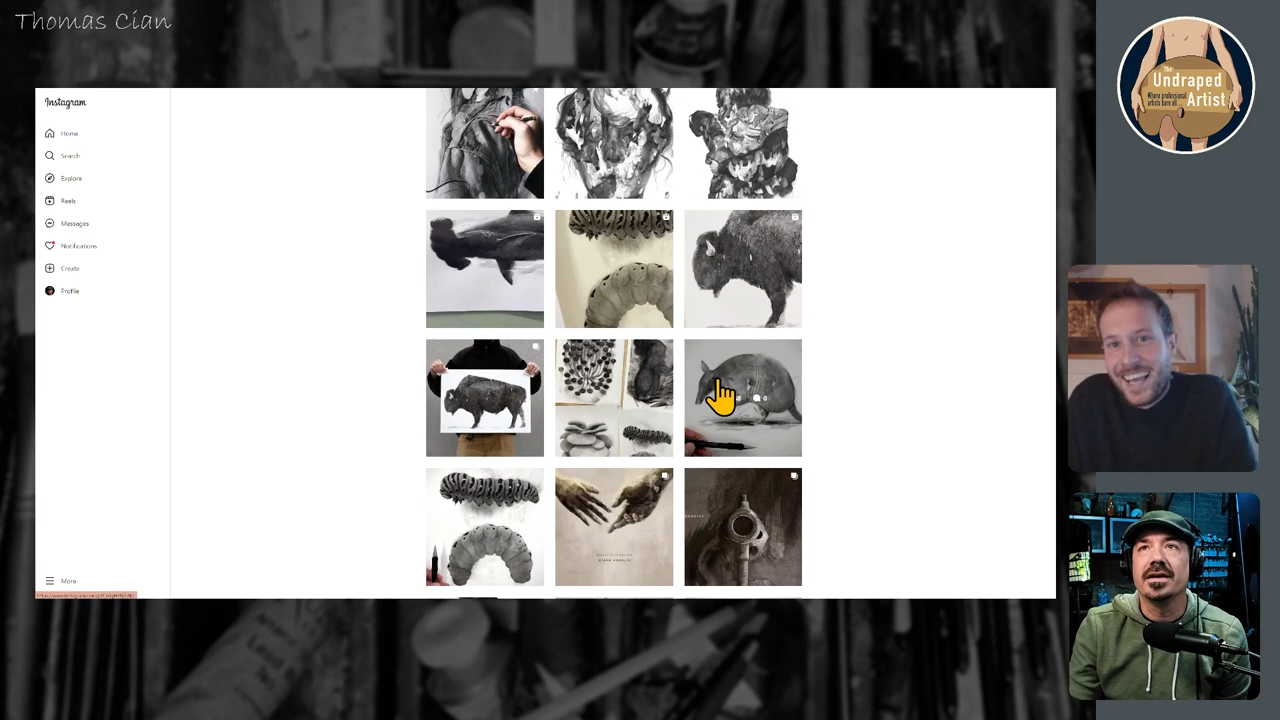 Thomas Cian
The
Undraped
Where professional
artists bare all...
Artist
Instagram
Home
Search
Explore
Reels
Messages
Notifications
Create
Profile
More
0